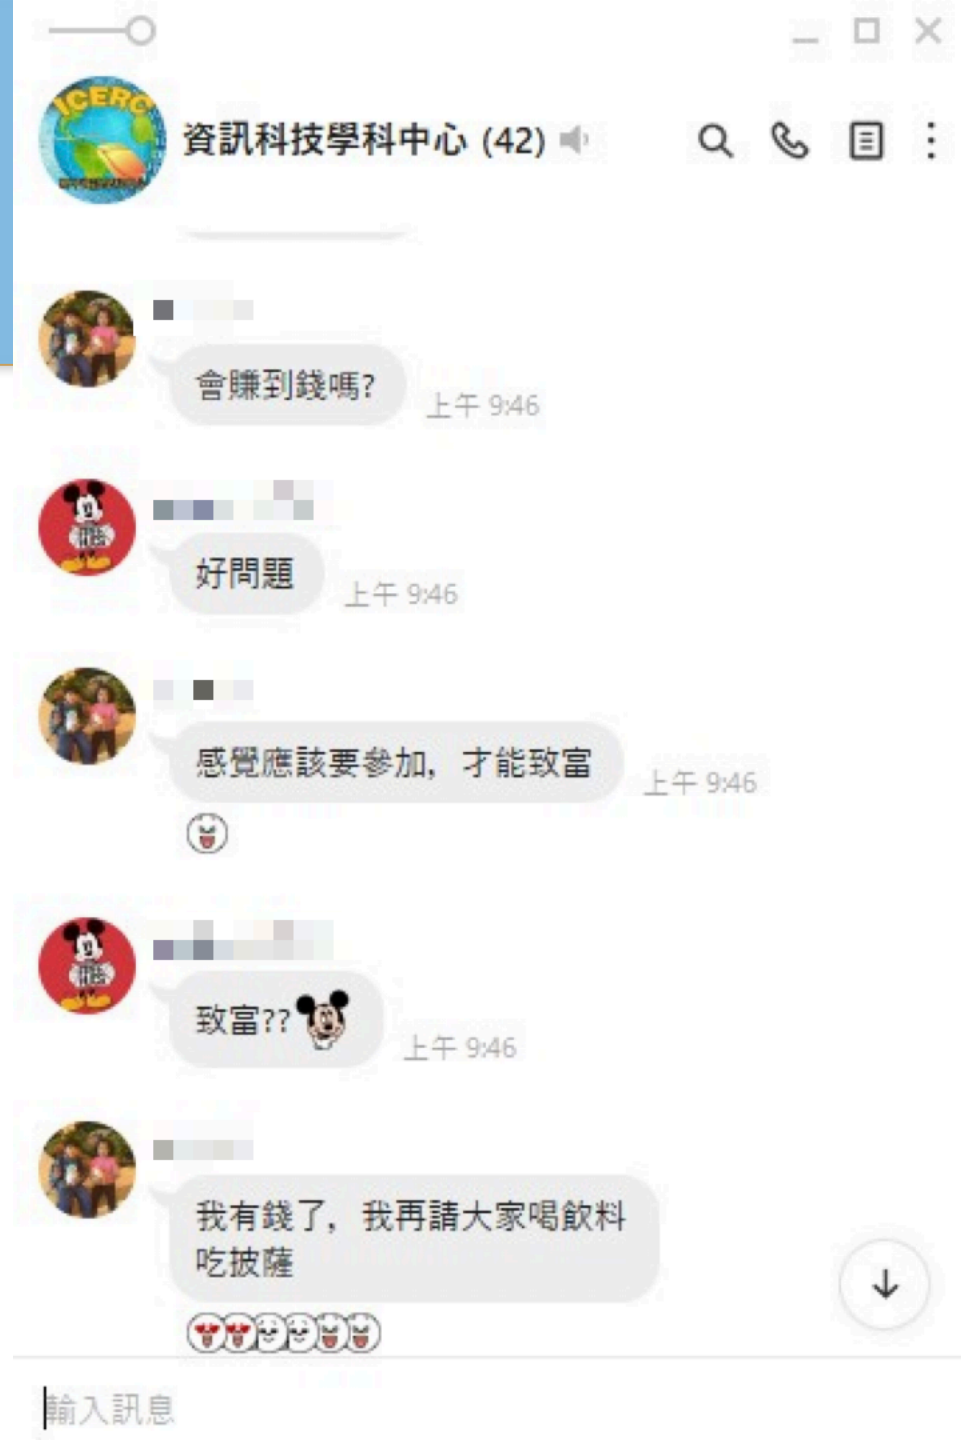 ICERC
資訊科技學科中心 (42)
會賺到錢嗎?
上午 9:46
好問題
上午 9:46
感覺應該要參加, 才能致富
上午 9:46
致富??
上午 9:46
我有錢了, 我再請大家喝飲料
吃披薩
輸入訊息